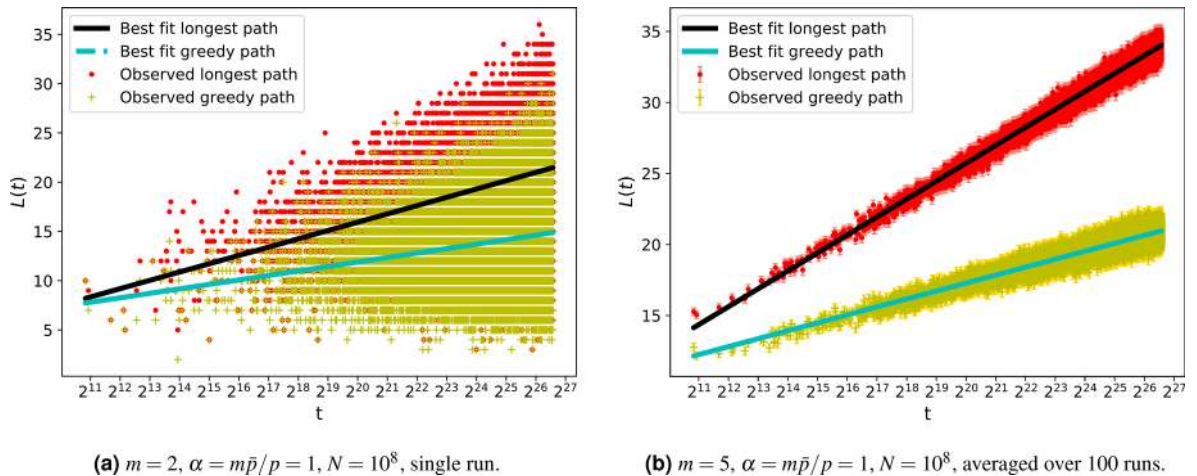 Best fit longest path
Best fit greedy path
Observed longest path
Observed greedy path
35
30
25
20
15
10
5
L(t)
2^11 2^12 2^13 2^14 2^15 2^16 2^17 2^18 2^19 2^20 2^21 2^22 2^23 2^24 2^25 2^26 2^27
t
(a) m = 2, α = mp̄/p = 1, N = 10^8, single run.
Best fit longest path
Best fit greedy path
Observed longest path
Observed greedy path
35
30
25
20
15
L(t)
2^11 2^12 2^13 2^14 2^15 2^16 2^17 2^18 2^19 2^20 2^21 2^22 2^23 2^24 2^25 2^26 2^27
t
(b) m = 5, α = mp̄/p = 1, N = 10^8, averaged over 100 runs.